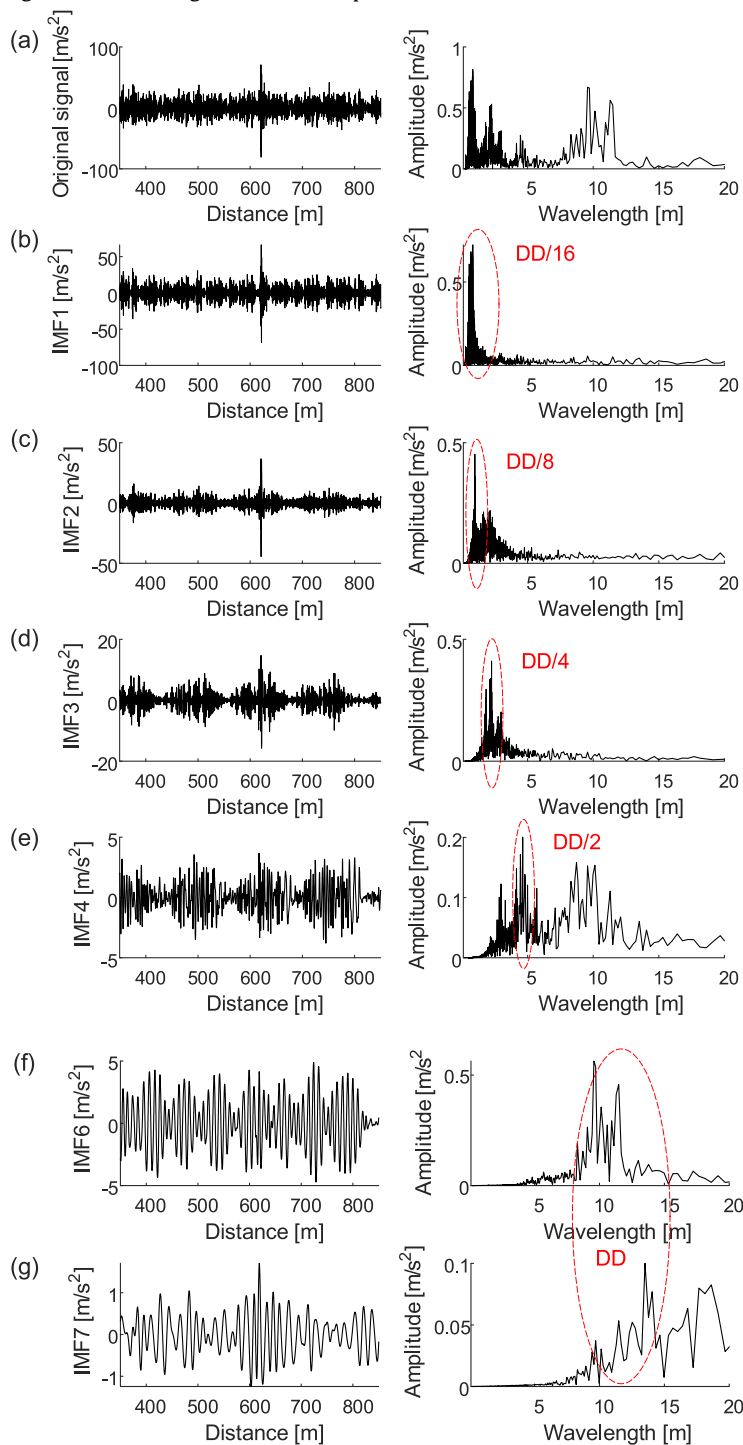 (a)
Original signal [m/s²]
100
0
-100
400 500 600 700 800
Distance [m]
Amplitude [m/s²]
1
0.5
0
5 10 15 20
Wavelength [m]
(b)
IMF1 [m/s²]
50
0
-50
-100
400 500 600 700 800
Distance [m]
Amplitude [m/s²]
0.5
0
DD/16
5 10 15 20
Wavelength [m]
(c)
IMF2 [m/s²]
50
0
-50
400 500 600 700 800
Distance [m]
Amplitude [m/s²]
0.5
0
DD/8
5 10 15 20
Wavelength [m]
(d)
IMF3 [m/s²]
20
0
-20
400 500 600 700 800
Distance [m]
Amplitude [m/s²]
0.5
0
DD/4
5 10 15 20
Wavelength [m]
(e)
IMF4 [m/s²]
5
0
-5
400 500 600 700 800
Distance [m]
Amplitude [m/s²]
0.2
0.1
0
DD/2
5 10 15 20
Wavelength [m]
(f)
IMF6 [m/s²]
5
0
-5
400 500 600 700 800
Distance [m]
Amplitude [m/s²
0.5
0
5 10 15 20
Wavelength [m]
(g)
IMF7 [m/s²]
1
0
-1
400 500 600 700 800
Distance [m]
Amplitude [m/s²]
0.1
0.05
0
DD
5 10 15 20
Wavelength [m]